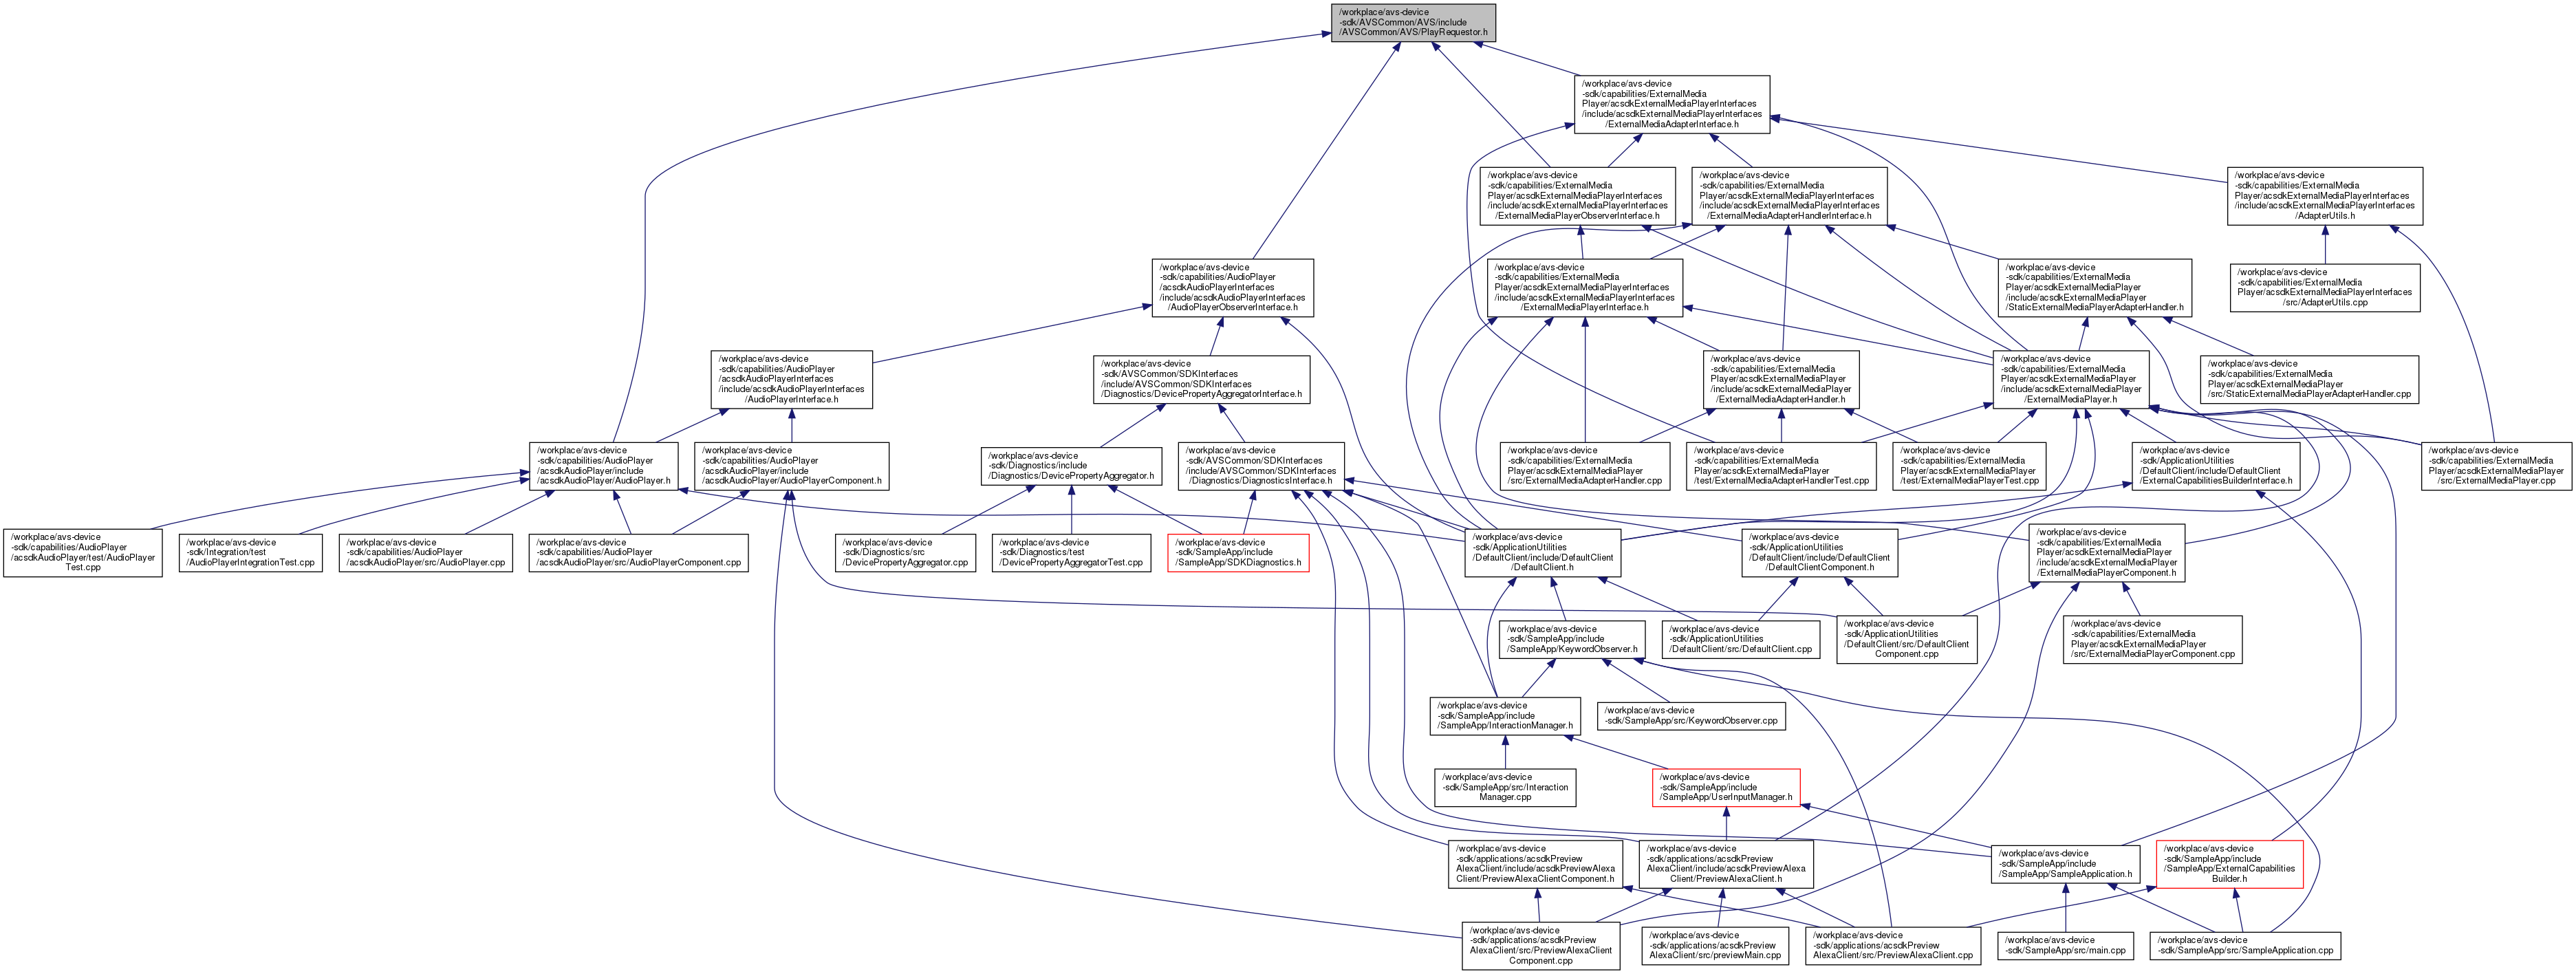 /workplace/avs-device
-sdk/AVSCommon/AVS/include
/AVSCommon/AVS/PlayRequestor.h
/workplace/avs-device
-sdk/capabilities/ExternalMedia
Player/acsdkExternalMediaPlayerInterfaces
/include/acsdkExternalMediaPlayerInterfaces
/ExternalMediaAdapterInterface.h
/workplace/avs-device
-sdk/capabilities/ExternalMedia
Player/acsdkExternalMediaPlayerInterfaces
/include/acsdkExternalMediaPlayerInterfaces
/ExternalMediaPlayerObserverInterface.h
/workplace/avs-device
-sdk/capabilities/ExternalMedia
Player/acsdkExternalMediaPlayerInterfaces
/include/acsdkExternalMediaPlayerInterfaces
/ExternalMediaAdapterHandlerInterface.h
/workplace/avs-device
-sdk/capabilities/ExternalMedia
Player/acsdkExternalMediaPlayerInterfaces
/include/acsdkExternalMediaPlayerInterfaces
/AdapterUtils.h
/workplace/avs-device
-sdk/capabilities/AudioPlayer
/acsdkAudioPlayerInterfaces
/include/acsdkAudioPlayerInterfaces
/AudioPlayerObserverInterface.h
/workplace/avs-device
-sdk/capabilities/ExternalMedia
Player/acsdkExternalMediaPlayerInterfaces
/include/acsdkExternalMediaPlayerInterfaces
/ExternalMediaPlayerInterface.h
/workplace/avs-device
-sdk/capabilities/ExternalMedia
Player/acsdkExternalMediaPlayer
/include/acsdkExternalMediaPlayer
/StaticExternalMediaPlayerAdapterHandler.h
/workplace/avs-device
-sdk/capabilities/ExternalMedia
Player/acsdkExternalMediaPlayerInterfaces
/src/AdapterUtils.cpp
/workplace/avs-device
-sdk/capabilities/AudioPlayer
/acsdkAudioPlayerInterfaces
/include/acsdkAudioPlayerInterfaces
/AudioPlayerInterface.h
/workplace/avs-device
-sdk/AVSCommon/SDKInterfaces
/include/AVSCommon/SDKInterfaces
/Diagnostics/DevicePropertyAggregatorInterface.h
/workplace/avs-device
-sdk/capabilities/ExternalMedia
Player/acsdkExternalMediaPlayer
/include/acsdkExternalMediaPlayer
/ExternalMediaAdapterHandler.h
/workplace/avs-device
-sdk/capabilities/ExternalMedia
Player/acsdkExternalMediaPlayer
/include/acsdkExternalMediaPlayer
/ExternalMediaPlayer.h
/workplace/avs-device
-sdk/capabilities/ExternalMedia
Player/acsdkExternalMediaPlayer
/src/StaticExternalMediaPlayerAdapterHandler.cpp
/workplace/avs-device
-sdk/capabilities/AudioPlayer
/acsdkAudioPlayer/include
/acsdkAudioPlayer/AudioPlayer.h
/workplace/avs-device
-sdk/capabilities/AudioPlayer
/acsdkAudioPlayer/include
/acsdkAudioPlayer/AudioPlayerComponent.h
/workplace/avs-device
-sdk/Diagnostics/include
/Diagnostics/DevicePropertyAggregator.h
/workplace/avs-device
-sdk/AVSCommon/SDKInterfaces
/include/AVSCommon/SDKInterfaces
/Diagnostics/DiagnosticsInterface.h
/workplace/avs-device
-sdk/capabilities/ExternalMedia
Player/acsdkExternalMediaPlayer
/src/ExternalMediaAdapterHandler.cpp
/workplace/avs-device
-sdk/capabilities/ExternalMedia
Player/acsdkExternalMediaPlayer
/test/ExternalMediaAdapterHandlerTest.cpp
/workplace/avs-device
-sdk/capabilities/ExternalMedia
Player/acsdkExternalMediaPlayer
/test/ExternalMediaPlayerTest.cpp
/workplace/avs-device
-sdk/ApplicationUtilities
/DefaultClient/include/DefaultClient
/ExternalCapabilitiesBuilderInterface.h
/workplace/avs-device
-sdk/capabilities/ExternalMedia
Player/acsdkExternalMediaPlayer
/src/ExternalMediaPlayer.cpp
/workplace/avs-device
-sdk/capabilities/AudioPlayer
/acsdkAudioPlayer/test/AudioPlayer
Test.cpp
/workplace/avs-device
-sdk/Integration/test
/AudioPlayerIntegrationTest.cpp
/workplace/avs-device
-sdk/capabilities/AudioPlayer
/acsdkAudioPlayer/src/AudioPlayer.cpp
/workplace/avs-device
-sdk/capabilities/AudioPlayer
/acsdkAudioPlayer/src/AudioPlayerComponent.cpp
/workplace/avs-device
-sdk/Diagnostics/src
/DevicePropertyAggregator.cpp
/workplace/avs-device
-sdk/Diagnostics/test
/DevicePropertyAggregatorTest.cpp
/workplace/avs-device
-sdk/SampleApp/include
/SampleApp/SDKDiagnostics.h
/workplace/avs-device
-sdk/ApplicationUtilities
/DefaultClient/include/DefaultClient
/DefaultClient.h
/workplace/avs-device
-sdk/ApplicationUtilities
/DefaultClient/include/DefaultClient
/DefaultClientComponent.h
/workplace/avs-device
-sdk/capabilities/ExternalMedia
Player/acsdkExternalMediaPlayer
/include/acsdkExternalMediaPlayer
/ExternalMediaPlayerComponent.h
/workplace/avs-device
-sdk/SampleApp/include
/SampleApp/KeywordObserver.h
/workplace/avs-device
-sdk/ApplicationUtilities
/DefaultClient/src/DefaultClient.cpp
/workplace/avs-device
-sdk/ApplicationUtilities
/DefaultClient/src/DefaultClient
Component.cpp
/workplace/avs-device
-sdk/capabilities/ExternalMedia
Player/acsdkExternalMediaPlayer
/src/ExternalMediaPlayerComponent.cpp
/workplace/avs-device
-sdk/SampleApp/include
/SampleApp/InteractionManager.h
/workplace/avs-device
-sdk/SampleApp/src/KeywordObserver.cpp
/workplace/avs-device
-sdk/SampleApp/src/Interaction
Manager.cpp
/workplace/avs-device
-sdk/SampleApp/include
/SampleApp/UserInputManager.h
/workplace/avs-device
-sdk/applications/acsdkPreview
AlexaClient/include/acsdkPreviewAlexa
Client/PreviewAlexaClientComponent.h
/workplace/avs-device
-sdk/applications/acsdkPreview
AlexaClient/include/acsdkPreviewAlexa
Client/PreviewAlexaClient.h
/workplace/avs-device
-sdk/SampleApp/include
/SampleApp/SampleApplication.h
/workplace/avs-device
-sdk/SampleApp/include
/SampleApp/ExternalCapabilities
Builder.h
/workplace/avs-device
-sdk/applications/acsdkPreview
AlexaClient/src/PreviewAlexaClient
Component.cpp
/workplace/avs-device
-sdk/applications/acsdkPreview
AlexaClient/src/previewMain.cpp
/workplace/avs-device
-sdk/applications/acsdkPreview
AlexaClient/src/PreviewAlexaClient.cpp
/workplace/avs-device
-sdk/SampleApp/src/main.cpp
/workplace/avs-device
-sdk/SampleApp/src/SampleApplication.cpp